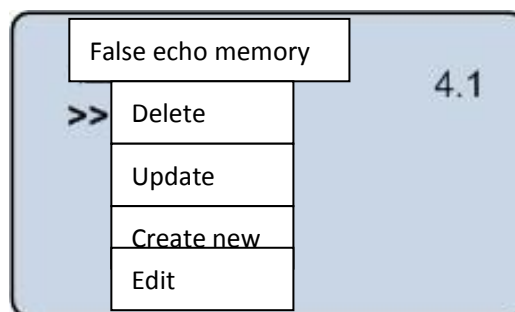 False echo memory
4.1
>> Delete
Update
Create new
Edit